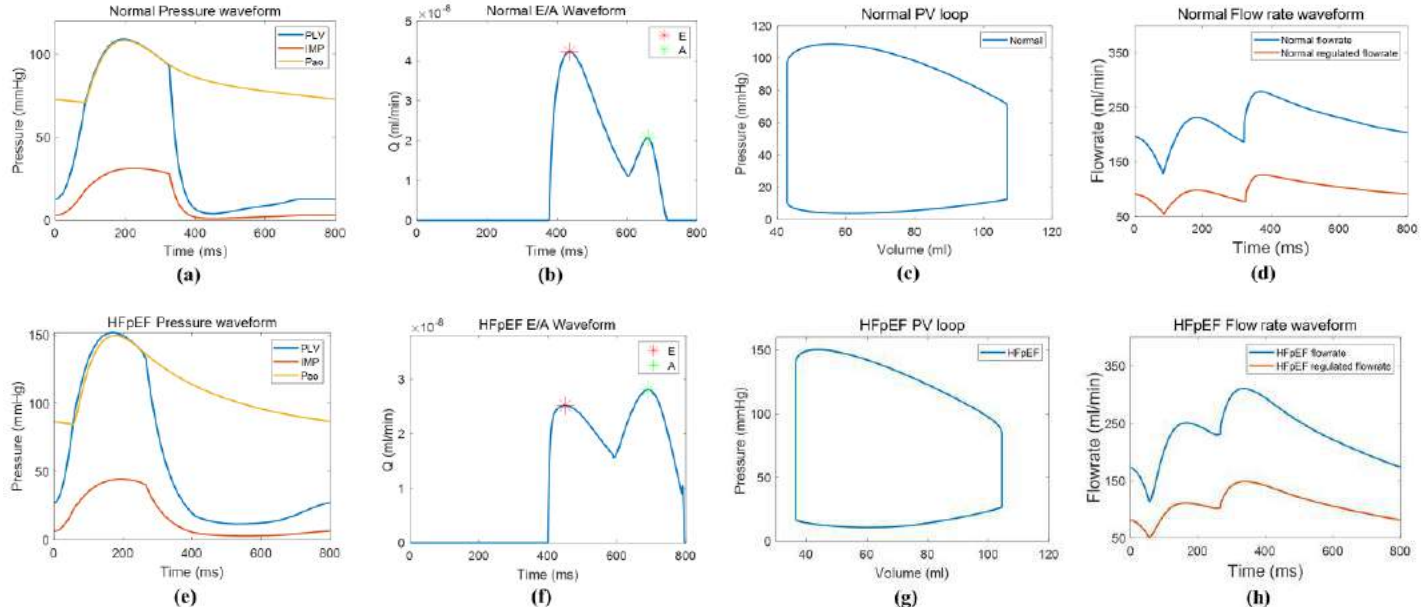 Normal Pressure waveform
Pressure (mmHg)
100
50
0
PLV
IMP
Pao
0 200 400 600 800
Time (ms)
(a)
×10⁻⁸
Normal E/A Waveform
Q (ml/min)
5
4
3
2
1
0
E
A
0 200 400 600 800
Time (ms)
(b)
Normal PV loop
Pressure (mmHg)
120
100
80
60
40
20
0
Normal
40 60 80 100 120
Volume (ml)
(c)
Normal Flow rate waveform
Flowrate (ml/min)
350
250
150
50
Normal flowrate
Normal regulated flowrate
0 200 400 600 800
Time (ms)
(d)
HFpEF Pressure waveform
Pressure (mmHg)
150
100
50
0
PLV
IMP
Pao
0 200 400 600 800
Time (ms)
(e)
×10⁻⁸
HFpEF E/A Waveform
Q (ml/min)
3
2
1
0
E
A
0 200 400 600 800
Time (ms)
(f)
HFpEF PV loop
Pressure (mmHg)
150
100
50
0
HFpEF
40 60 80 100 120
Volume (ml)
(g)
HFpEF Flow rate waveform
Flowrate (ml/min)
350
250
150
50
HFpEF flowrate
HFpEF regulated flowrate
0 200 400 600 800
Time (ms)
(h)